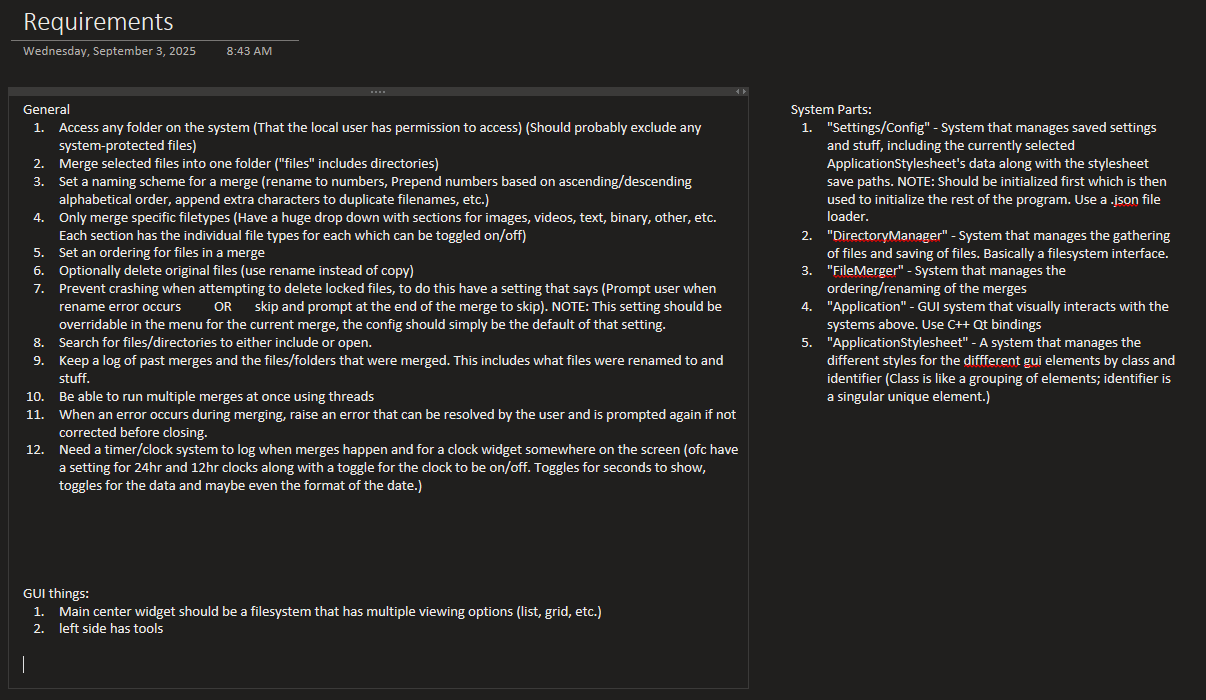 Requirements
Wednesday, September 3, 2025 8:43 AM
General
1. Access any folder on the system (That the local user has permission to access) (Should probably exclude any
system-protected files)
2. Merge selected files into one folder ("files" includes directories)
3. Set a naming scheme for a merge (rename to numbers, Prepend numbers based on ascending/descending
alphabetical order, append extra characters to duplicate filenames, etc.)
4. Only merge specific filetypes (Have a huge drop down with sections for images, videos, text, binary, other, etc.
Each section has the individual file types for each which can be toggled on/off)
5. Set an ordering for files in a merge
6. Optionally delete original files (use rename instead of copy)
7. Prevent crashing when attempting to delete locked files, to do this have a setting that says (Prompt user when
rename error occurs OR skip and prompt at the end of the merge to skip). NOTE: This setting should be
overridable in the menu for the current merge, the config should simply be the default of that setting.
8. Search for files/directories to either include or open.
9. Keep a log of past merges and the files/folders that were merged. This includes what files were renamed to and
stuff.
10. Be able to run multiple merges at once using threads
11. When an error occurs during merging, raise an error that can be resolved by the user and is prompted again if not
corrected before closing.
12. Need a timer/clock system to log when merges happen and for a clock widget somewhere on the screen (ofc have
a setting for 24hr and 12hr clocks along with a toggle for the clock to be on/off. Toggles for seconds to show,
toggles for the data and maybe even the format of the date.)
GUI things:
1. Main center widget should be a filesystem that has multiple viewing options (list, grid, etc.)
2. left side has tools
System Parts:
1. "Settings/Config" - System that manages saved settings
and stuff, including the currently selected
ApplicationStylesheet's data along with the stylesheet
save paths. NOTE: Should be initialized first which is then
used to initialize the rest of the program. Use a .json file
loader.
2. "DirectoryManager" - System that manages the gathering
of files and saving of files. Basically a filesystem interface.
3. "FileMerger" - System that manages the
ordering/renaming of the merges
4. "Application" - GUI system that visually interacts with the
systems above. Use C++ Qt bindings
5. "ApplicationStylesheet" - A system that manages the
different styles for the diffferent gui elements by class and
identifier (Class is like a grouping of elements; identifier is
a singular unique element.)